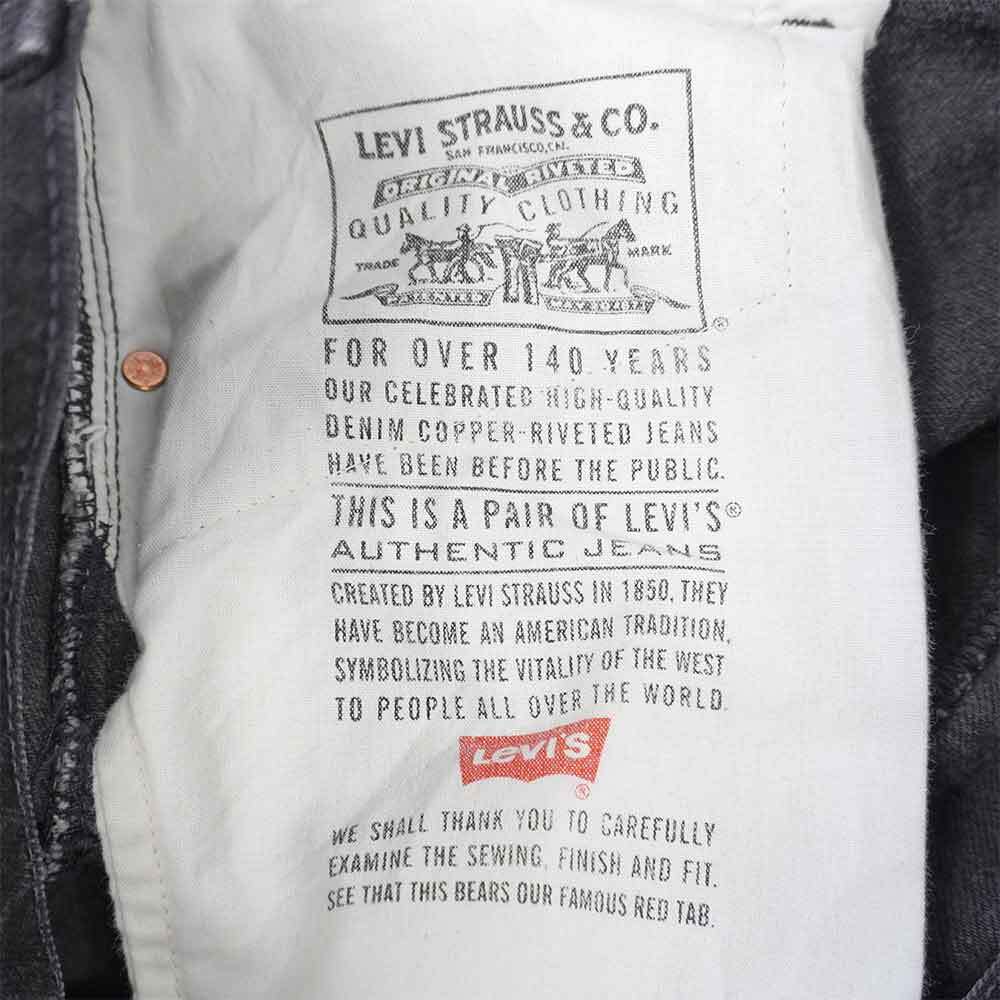 LEVI STRAUSS & CO.
SAN FRANCISCO, CAL.
ORIGINAL RIVETED
QUALITY CLOTHING
TRADE MARK
®
FOR OVER 140 YEARS
OUR CELEBRATED HIGH-QUALITY
DENIM COPPER-RIVETED JEANS
HAVE BEEN BEFORE THE PUBLIC.
THIS IS A PAIR OF LEVI'S®
AUTHENTIC JEANS
CREATED BY LEVI STRAUSS IN 1850, THEY
HAVE BECOME AN AMERICAN TRADITION,
SYMBOLIZING THE VITALITY OF THE WEST
TO PEOPLE ALL OVER THE WORLD.
LEVI'S
®
WE SHALL THANK YOU TO CAREFULLY
EXAMINE THE SEWING, FINISH AND FIT.
SEE THAT THIS BEARS OUR FAMOUS RED TAB.